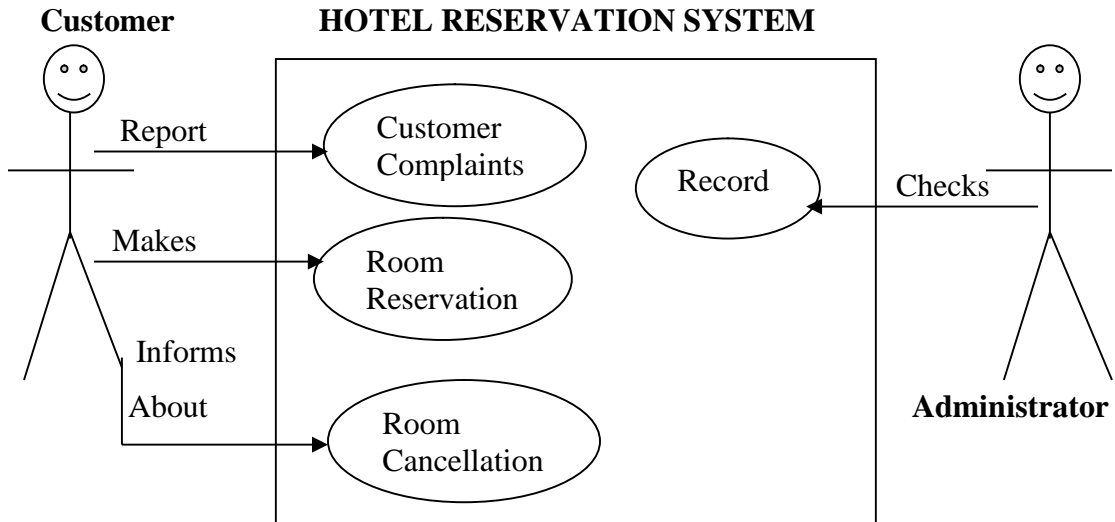 Customer
HOTEL RESERVATION SYSTEM
Report
Customer
Complaints
Record
Checks
Makes
Room
Reservation
Informs
About
Room
Cancellation
Administrator